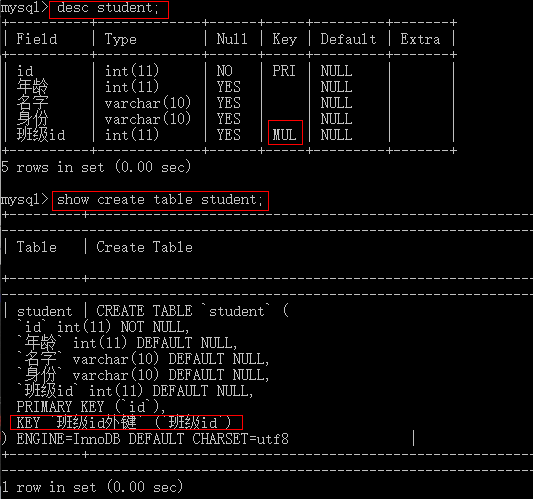 mysql> desc student;
+----------+-------------+------+-----+---------+-------+
| Field | Type | Null | Key | Default | Extra |
+----------+-------------+------+-----+---------+-------+
| id | int(11) | NO | PRI | NULL | |
| 年龄 | int(11) | YES | | NULL | |
| 名字 | varchar(10) | YES | | NULL | |
| 身份 | varchar(10) | YES | | NULL | |
| 班级id | int(11) | YES | MUL | NULL | |
+----------+-------------+------+-----+---------+-------+
5 rows in set (0.00 sec)
mysql> show create table student;
| Table | Create Table
| student | CREATE TABLE `student` (
`id` int(11) NOT NULL,
`年龄` int(11) DEFAULT NULL,
`名字` varchar(10) DEFAULT NULL,
`身份` varchar(10) DEFAULT NULL,
`班级id` int(11) DEFAULT NULL,
PRIMARY KEY (`id`),
KEY `班级id外键` (`班级id`)
) ENGINE=InnoDB DEFAULT CHARSET=utf8 |
1 row in set (0.00 sec)